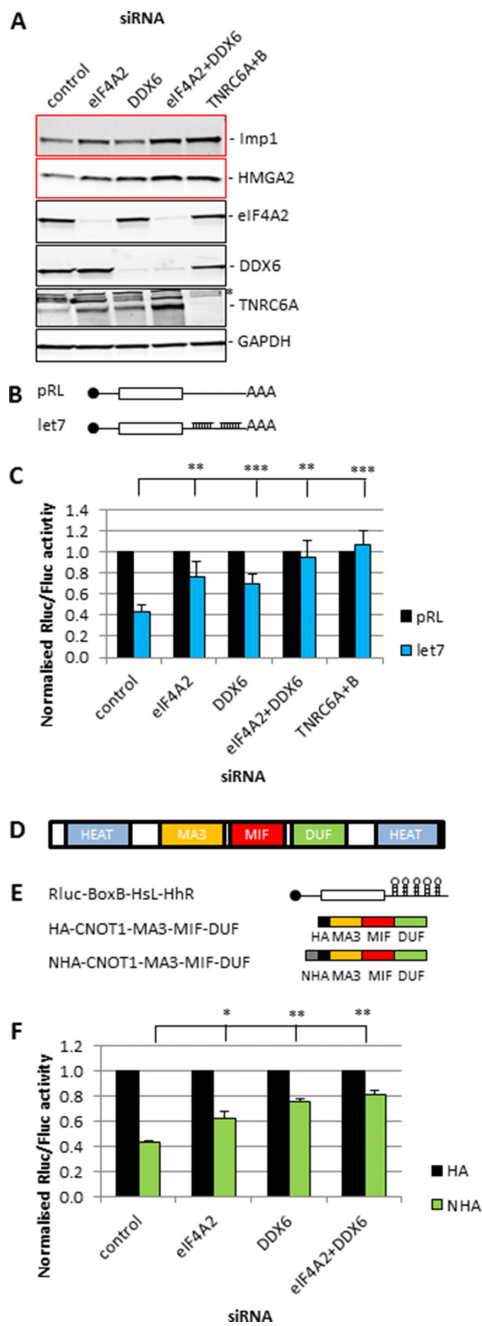 A
siRNA
control
eIF4A2
DDX6
eIF4A2+DDX6
TNRC6A+B
- Imp1
- HMGA2
- eIF4A2
- DDX6
*
- TNRC6A
- GAPDH
B
pRL
AAA
let7
AAA
C
** *** ** ***
Normalised Rluc/Fluc activtiy
1.4
1.2
1.0
0.8
0.6
0.4
0.2
0.0
pRL
let7
control
eIF4A2
DDX6
eIF4A2+DDX6
TNRC6A+B
siRNA
D
HEAT MA3 MIF DUF HEAT
E
Rluc-BoxB-HsL-HhR
HA-CNOT1-MA3-MIF-DUF
HA MA3 MIF DUF
NHA-CNOT1-MA3-MIF-DUF
NHA MA3 MIF DUF
F
* ** **
Normalised Rluc/Fluc activity
1.2
1.0
0.8
0.6
0.4
0.2
0.0
HA
NHA
control
eIF4A2
DDX6
eIF4A2+DDX6
siRNA